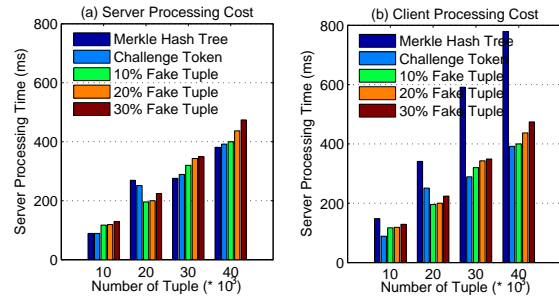 (a) Server Processing Cost
800
600
400
200
0
Server Processing Time (ms)
Merkle Hash Tree
Challenge Token
10% Fake Tuple
20% Fake Tuple
30% Fake Tuple
10 20 30 40
Number of Tuple (* 10³)
(b) Client Processing Cost
800
600
400
200
0
Server Processing Time (ms)
Merkle Hash Tree
Challenge Token
10% Fake Tuple
20% Fake Tuple
30% Fake Tuple
10 20 30 40
Number of Tuple (* 10³)